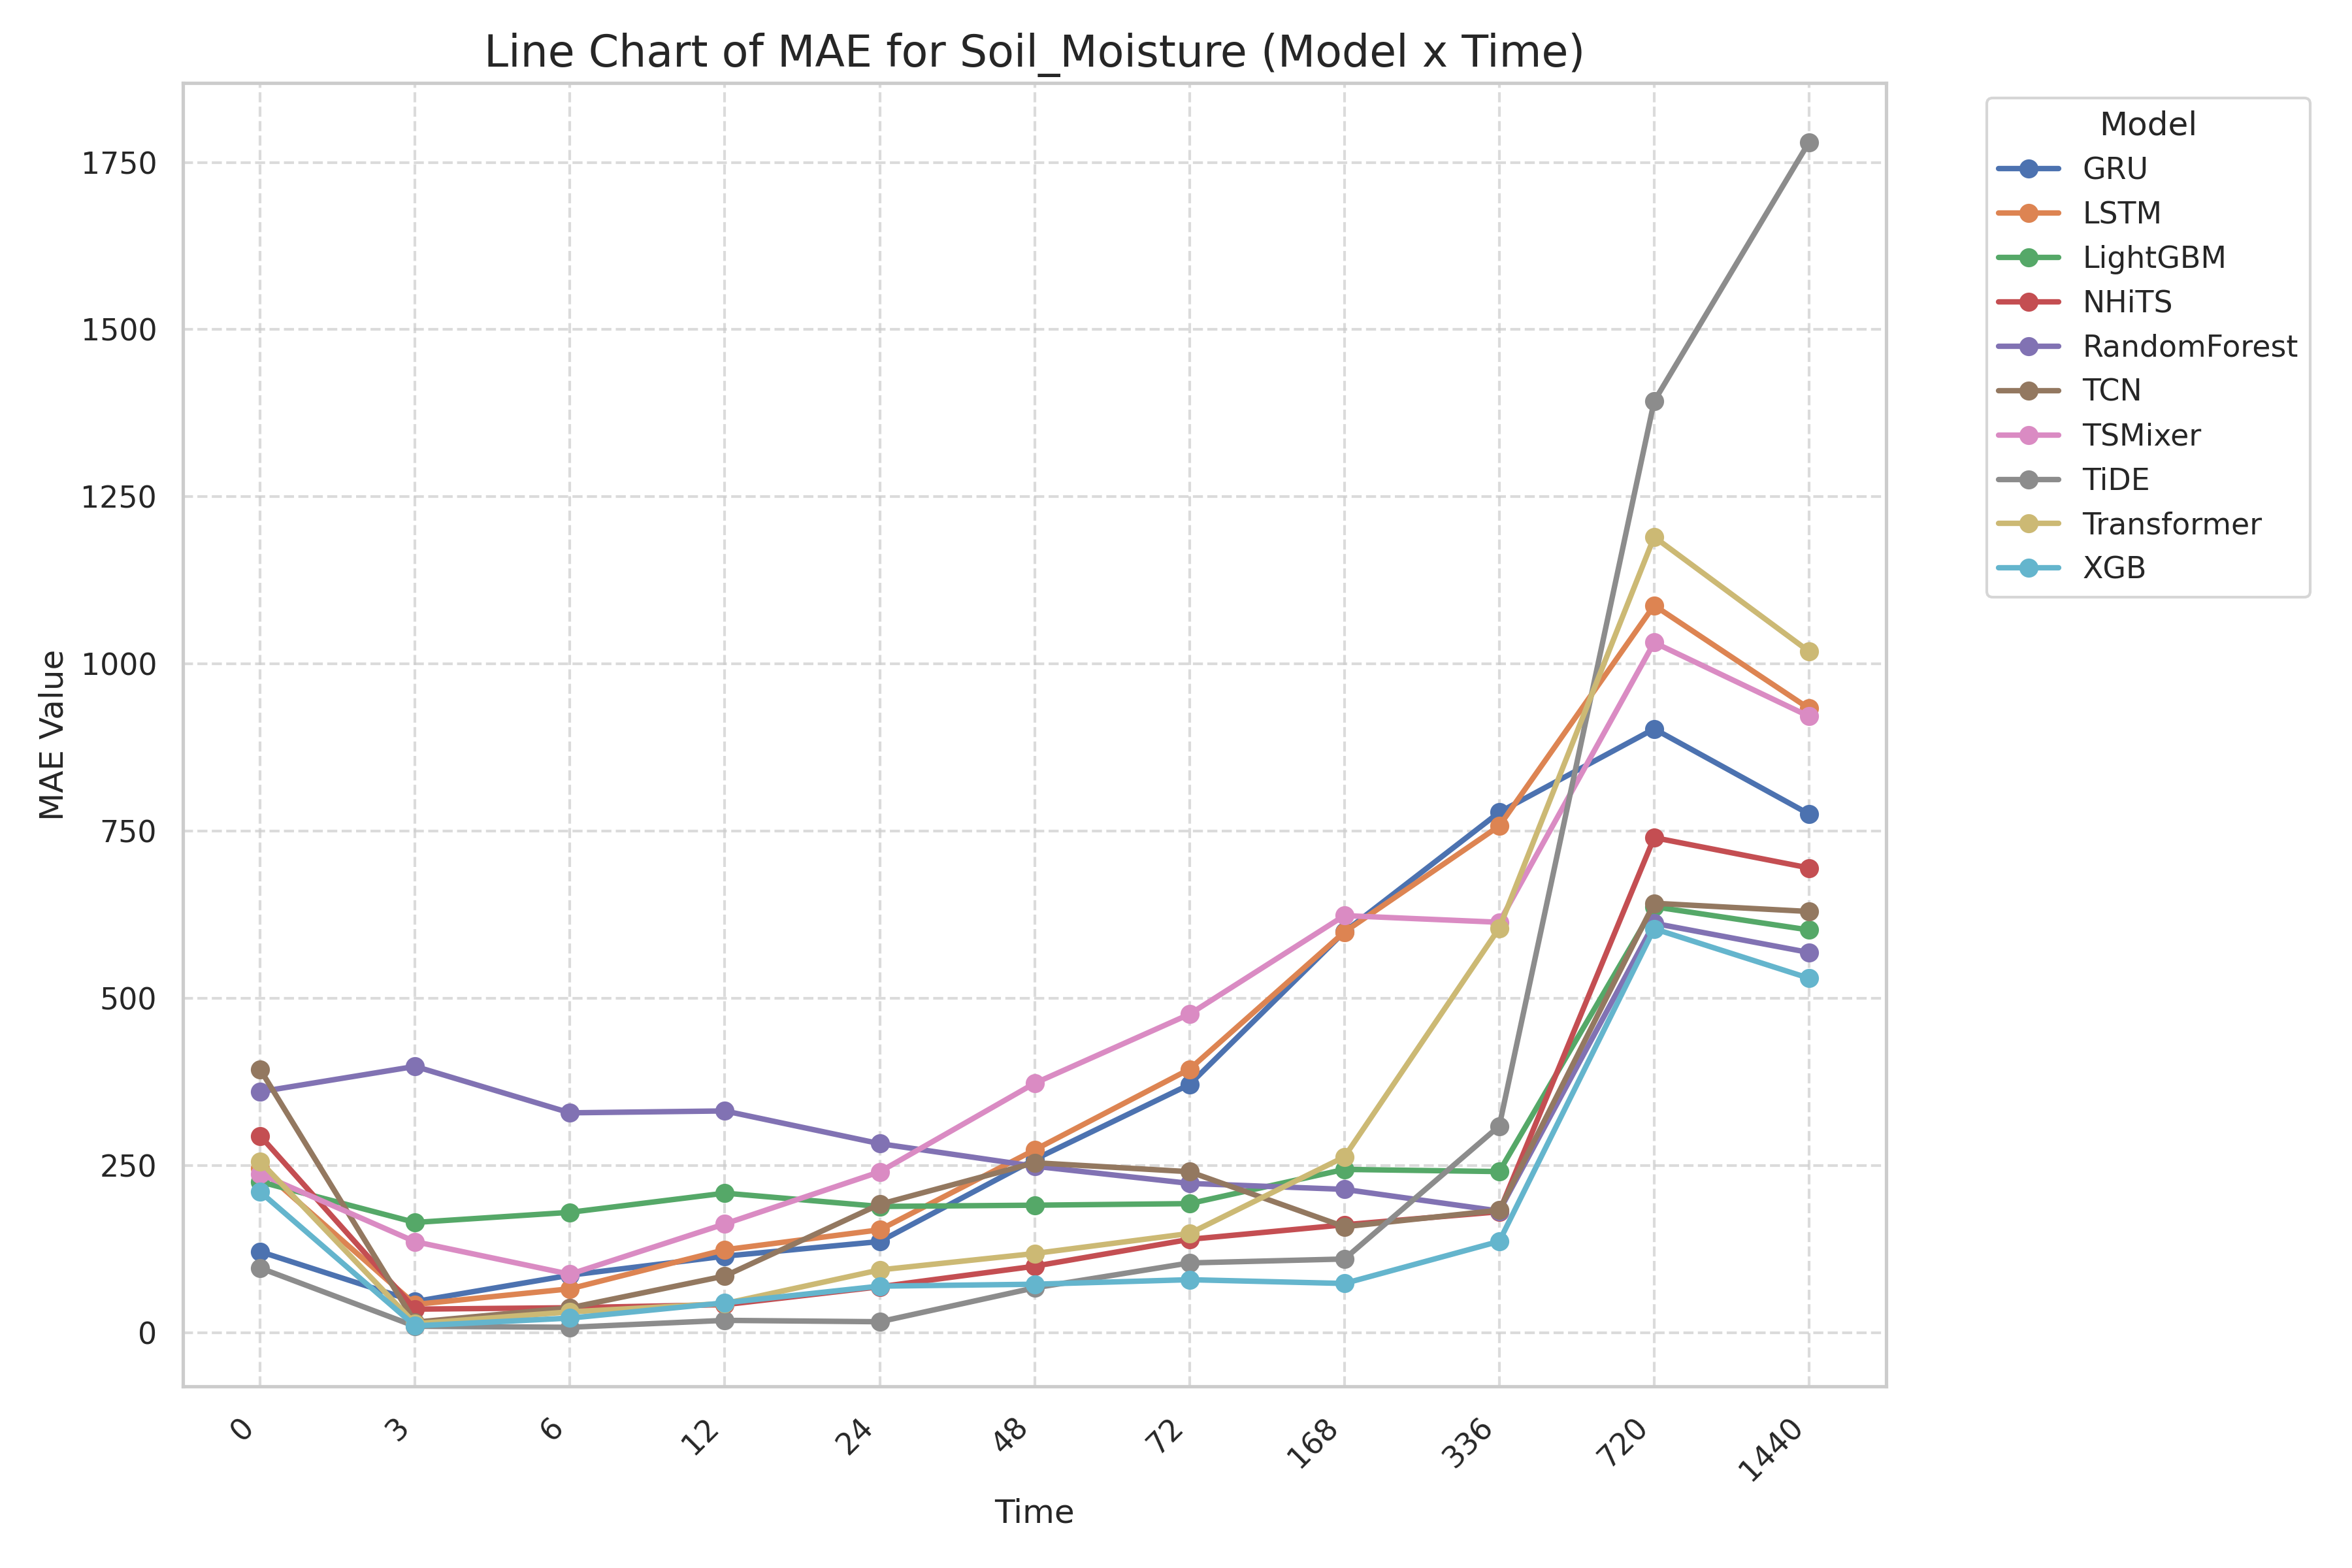 Line Chart of MAE for Soil_Moisture (Model x Time)
MAE Value
1750
1500
1250
1000
750
500
250
0
0
3
6
12
24
48
72
168
336
720
1440
Time
Model
GRU
LSTM
LightGBM
NHiTS
RandomForest
TCN
TSMixer
TiDE
Transformer
XGB